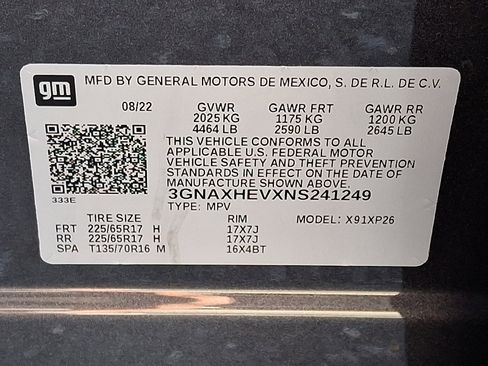 gm MFD BY GENERAL MOTORS DE MEXICO, S. DE R.L. DE C.V.
08/22 GVWR GAWR FRT GAWR RR
2025 KG 1175 KG 1200 KG
4464 LB 2590 LB 2645 LB
THIS VEHICLE CONFORMS TO ALL
APPLICABLE U.S. FEDERAL MOTOR
VEHICLE SAFETY AND THEFT PREVENTION
STANDARDS IN EFFECT ON THE DATE OF
MANUFACTURE SHOWN ABOVE.
3GNAXHEVXNS241249
333E TYPE: MPV
TIRE SIZE RIM MODEL: X91XP26
FRT 225/65R17 H 17X7J
RR 225/65R17 H 17X7J
SPA T135/70R16 M 16X4BT